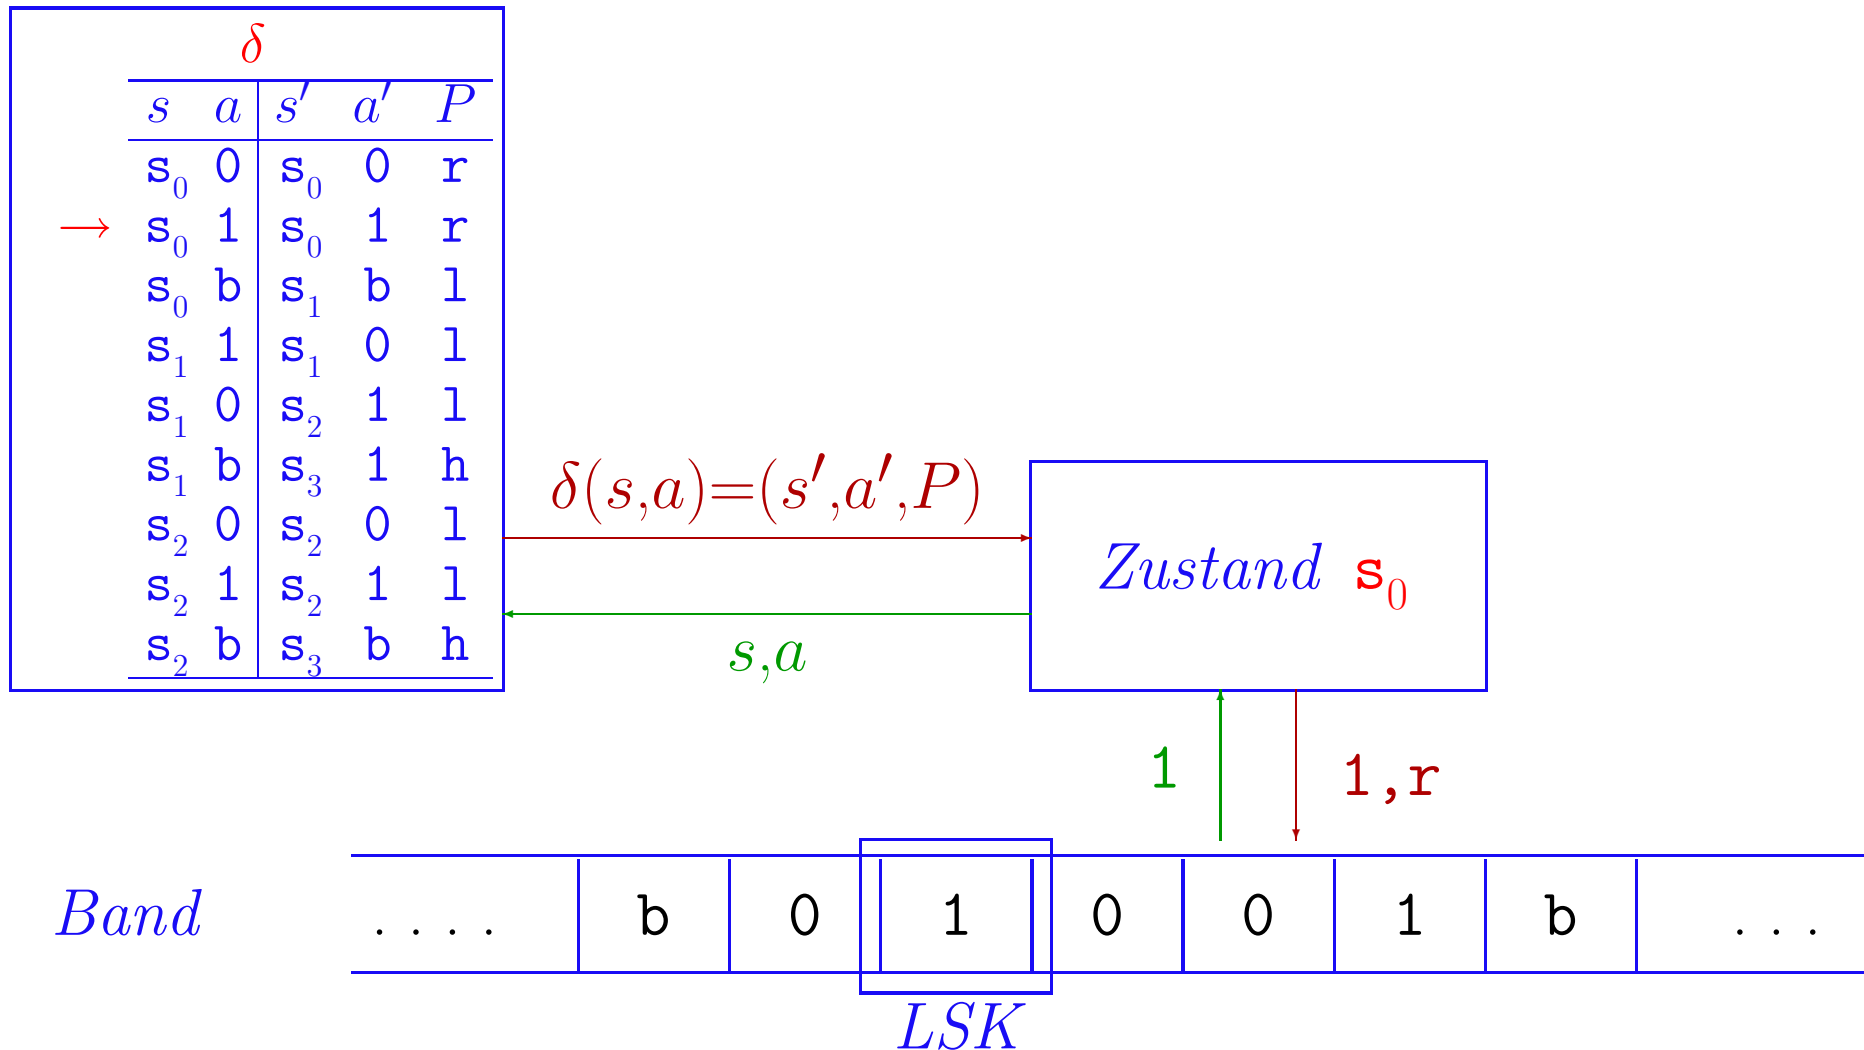 δ
s a s′ a′ P
s₀ 0 s₀ 0 r
→ s₀ 1 s₀ 1 r
s₀ b s₁ b l
s₁ 1 s₁ 0 l
s₁ 0 s₂ 1 l
s₁ b s₃ 1 h
s₂ 0 s₂ 0 l
s₂ 1 s₂ 1 l
s₂ b s₃ b h
δ(s,a)=(s′,a′,P)
s,a
Zustand s₀
1
1,r
Band
. . . . b 0 1 0 0 1 b . . .
LSK